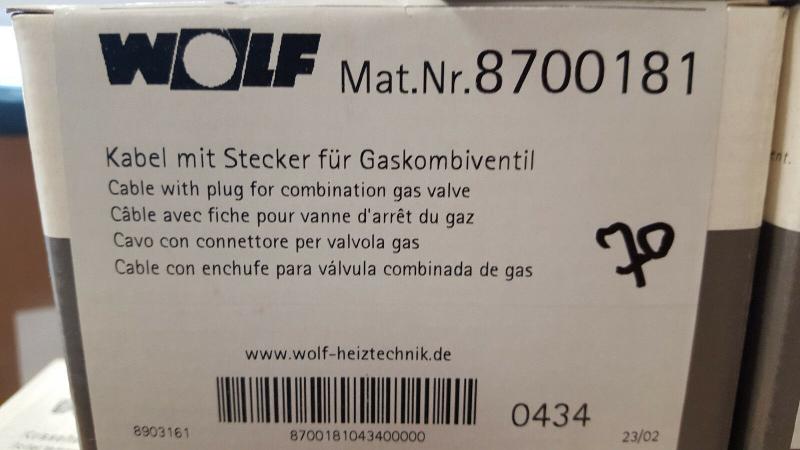 WOLF Mat.Nr.8700181
Kabel mit Stecker für Gaskombiventil
Cable with plug for combination gas valve
Câble avec fiche pour vanne d'arrêt du gaz
Cavo con connettore per valvola gas
Cable con enchufe para válvula combinada de gas
70
www.wolf-heiztechnik.de
0434
8903161
8700181043400000
23/02